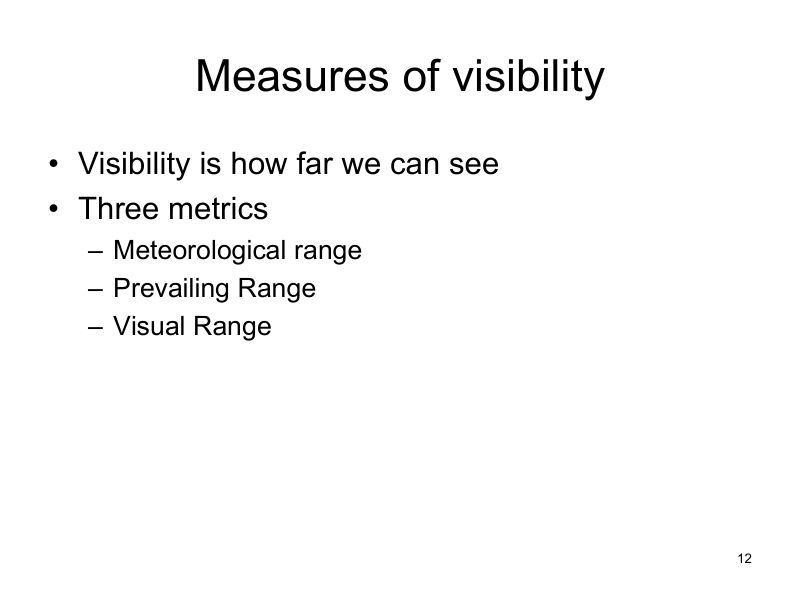 Measures of visibility
• Visibility is how far we can see
• Three metrics
– Meteorological range
– Prevailing Range
– Visual Range
12